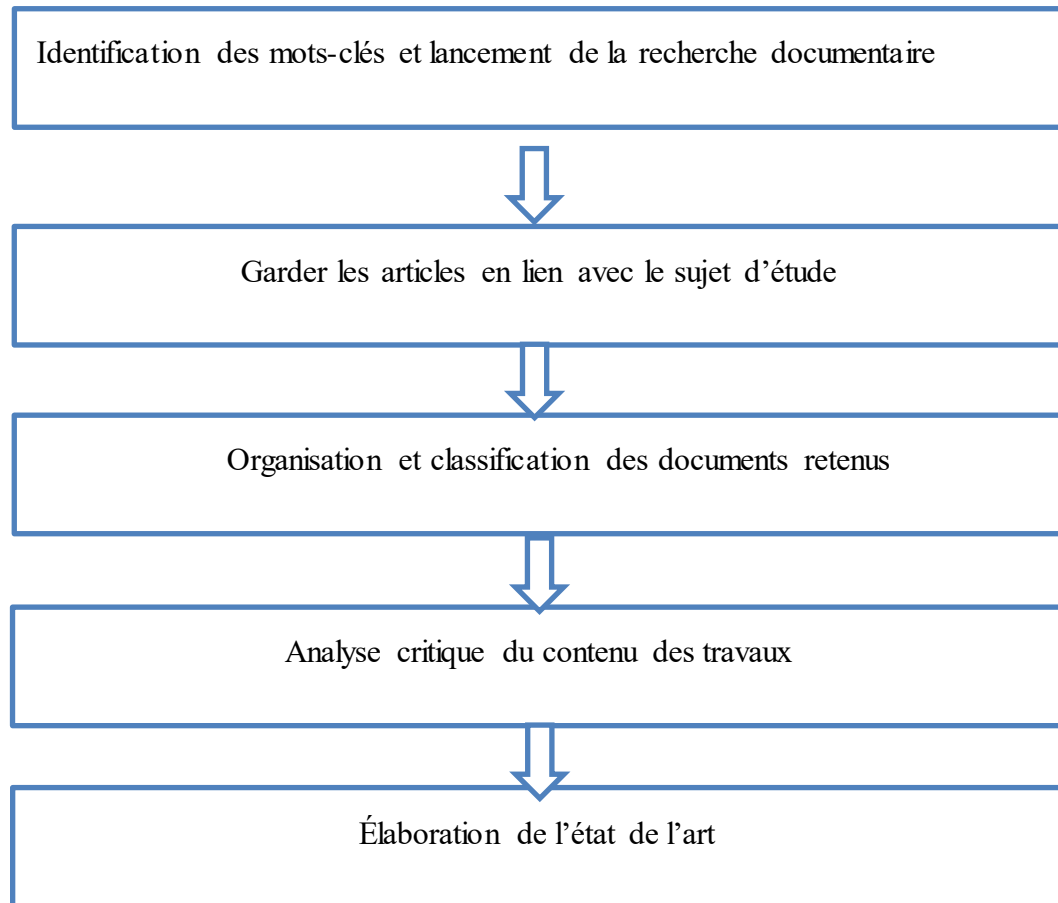 Identification des mots-clés et lancement de la recherche documentaire
Garder les articles en lien avec le sujet d’étude
Organisation et classification des documents retenus
Analyse critique du contenu des travaux
Élaboration de l’état de l’art